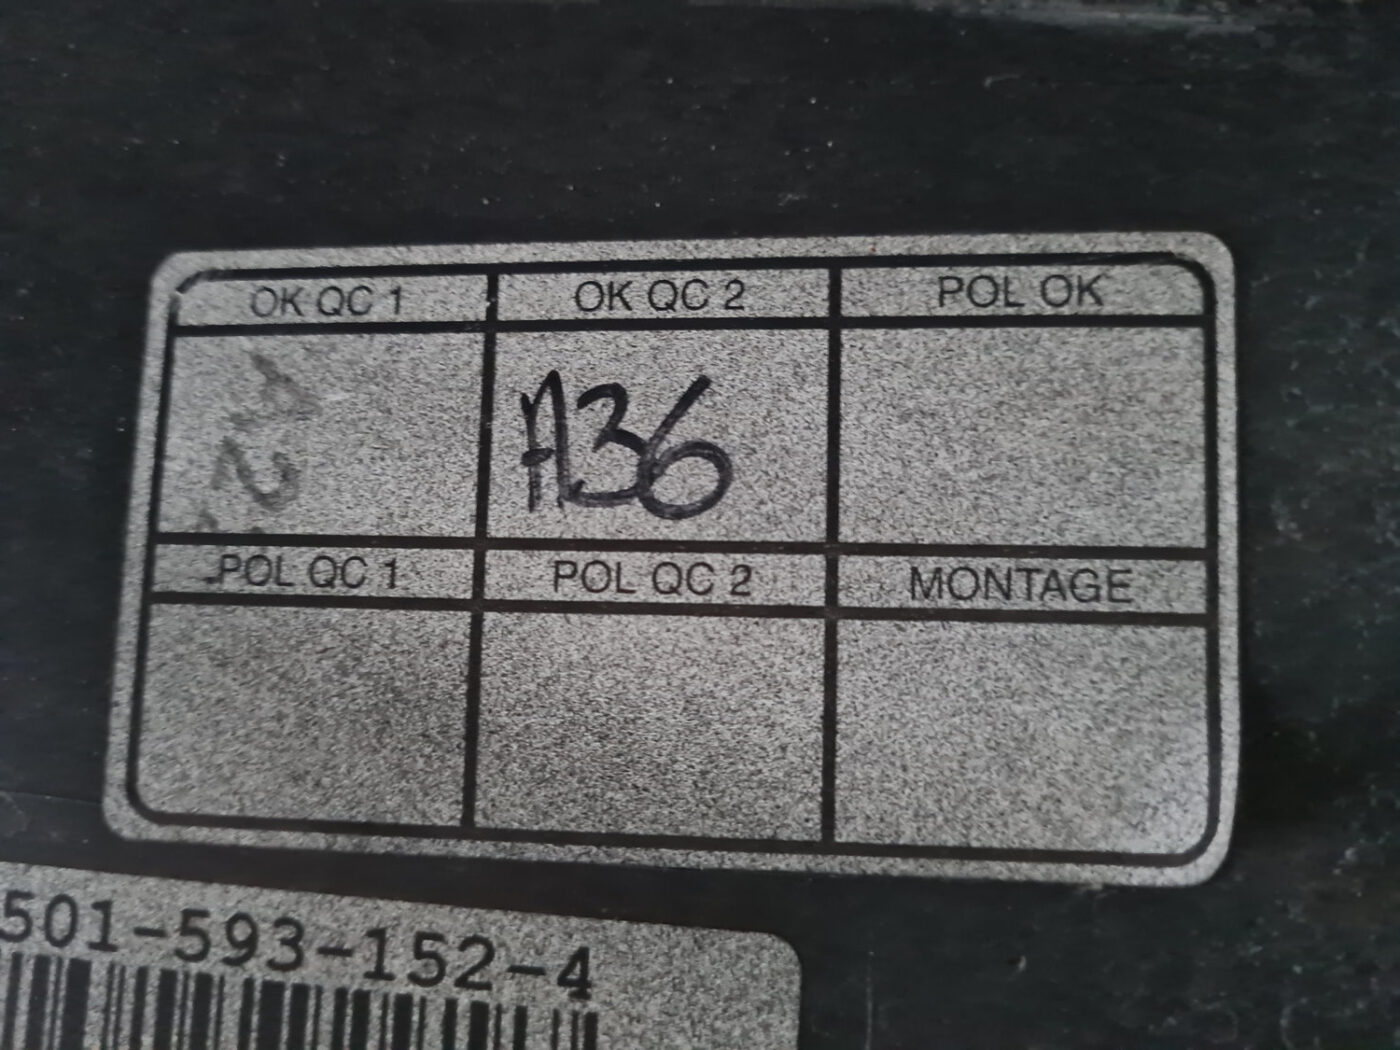 OK QC 1 OK QC 2 POL OK
A36
POL QC 1 POL QC 2 MONTAGE
501-593-152-4